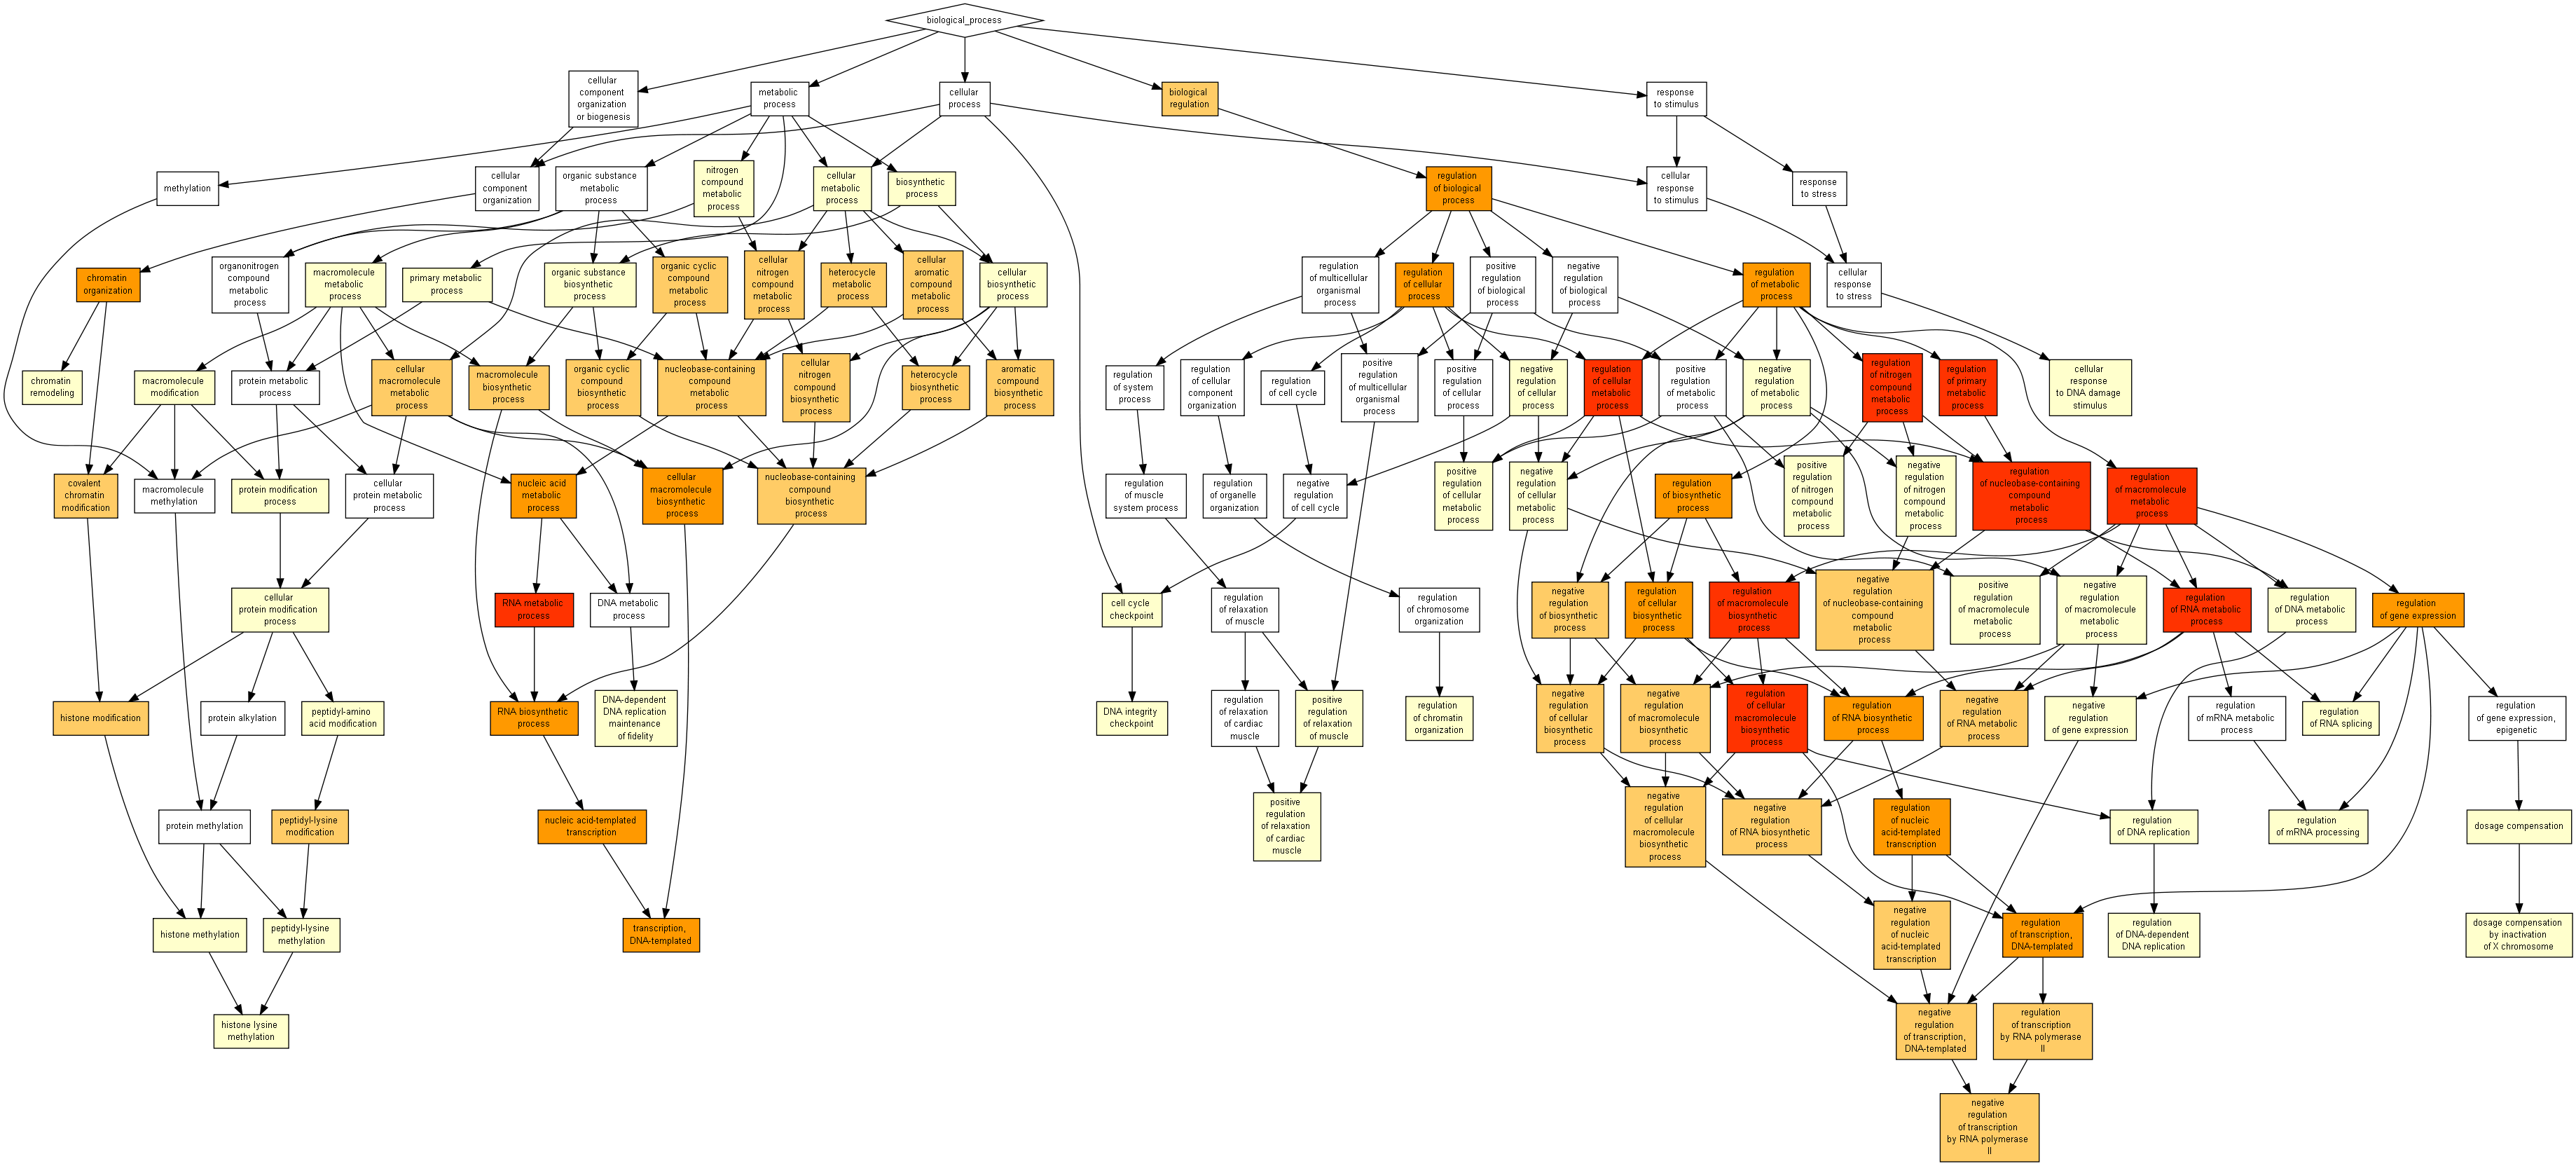 biological_process
cellular
component
organization
or biogenesis
metabolic
process
cellular
process
biological
regulation
response
to stimulus
methylation
cellular
component
organization
organic substance
metabolic
process
nitrogen
compound
metabolic
process
cellular
metabolic
process
biosynthetic
process
regulation
of biological
process
cellular
response
to stimulus
response
to stress
chromatin
organization
organonitrogen
compound
metabolic
process
macromolecule
metabolic
process
primary metabolic
process
organic substance
biosynthetic
process
organic cyclic
compound
metabolic
process
cellular
nitrogen
compound
metabolic
process
heterocycle
metabolic
process
cellular
aromatic
compound
metabolic
process
cellular
biosynthetic
process
regulation
of multicellular
organismal
process
regulation
of cellular
process
positive
regulation
of biological
process
negative
regulation
of biological
process
regulation
of metabolic
process
cellular
response
to stress
chromatin
remodeling
macromolecule
modification
protein metabolic
process
cellular
macromolecule
metabolic
process
macromolecule
biosynthetic
process
organic cyclic
compound
biosynthetic
process
nucleobase-containing
compound
metabolic
process
cellular
nitrogen
compound
biosynthetic
process
heterocycle
biosynthetic
process
aromatic
compound
biosynthetic
process
regulation
of system
process
regulation
of cellular
component
organization
regulation
of cell cycle
positive
regulation
of multicellular
organismal
process
positive
regulation
of cellular
process
negative
regulation
of cellular
process
regulation
of cellular
metabolic
process
positive
regulation
of metabolic
process
negative
regulation
of metabolic
process
regulation
of nitrogen
compound
metabolic
process
regulation
of primary
metabolic
process
cellular
response
to DNA damage
stimulus
covalent
chromatin
modification
macromolecule
methylation
protein modification
process
cellular
protein metabolic
process
nucleic acid
metabolic
process
cellular
macromolecule
biosynthetic
process
nucleobase-containing
compound
biosynthetic
process
regulation
of muscle
system process
regulation
of organelle
organization
negative
regulation
of cell cycle
positive
regulation
of cellular
metabolic
process
negative
regulation
of cellular
metabolic
process
regulation
of biosynthetic
process
positive
regulation
of nitrogen
compound
metabolic
process
negative
regulation
of nitrogen
compound
metabolic
process
regulation
of nucleobase-containing
compound
metabolic
process
regulation
of macromolecule
metabolic
process
cellular
protein modification
process
RNA metabolic
process
DNA metabolic
process
cell cycle
checkpoint
regulation
of relaxation
of muscle
regulation
of chromosome
organization
negative
regulation
of biosynthetic
process
regulation
of cellular
biosynthetic
process
regulation
of macromolecule
biosynthetic
process
negative
regulation
of nucleobase-containing
compound
metabolic
process
positive
regulation
of macromolecule
metabolic
process
negative
regulation
of macromolecule
metabolic
process
regulation
of RNA metabolic
process
regulation
of DNA metabolic
process
regulation
of gene expression
histone modification
protein alkylation
peptidyl-amino
acid modification
RNA biosynthetic
process
DNA-dependent
DNA replication
maintenance
of fidelity
DNA integrity
checkpoint
regulation
of relaxation
of cardiac
muscle
positive
regulation
of relaxation
of muscle
regulation
of chromatin
organization
negative
regulation
of cellular
biosynthetic
process
negative
regulation
of macromolecule
biosynthetic
process
regulation
of cellular
macromolecule
biosynthetic
process
regulation
of RNA biosynthetic
process
negative
regulation
of RNA metabolic
process
negative
regulation
of gene expression
regulation
of mRNA metabolic
process
regulation
of RNA splicing
regulation
of gene expression,
epigenetic
protein methylation
peptidyl-lysine
modification
nucleic acid-templated
transcription
positive
regulation
of relaxation
of cardiac
muscle
negative
regulation
of cellular
macromolecule
biosynthetic
process
negative
regulation
of RNA biosynthetic
process
regulation
of nucleic
acid-templated
transcription
regulation
of DNA replication
regulation
of mRNA processing
dosage compensation
histone methylation
peptidyl-lysine
methylation
transcription,
DNA-templated
negative
regulation
of nucleic
acid-templated
transcription
regulation
of transcription,
DNA-templated
regulation
of DNA-dependent
DNA replication
dosage compensation
by inactivation
of X chromosome
histone lysine
methylation
negative
regulation
of transcription,
DNA-templated
regulation
of transcription
by RNA polymerase
II
negative
regulation
of transcription
by RNA polymerase
II